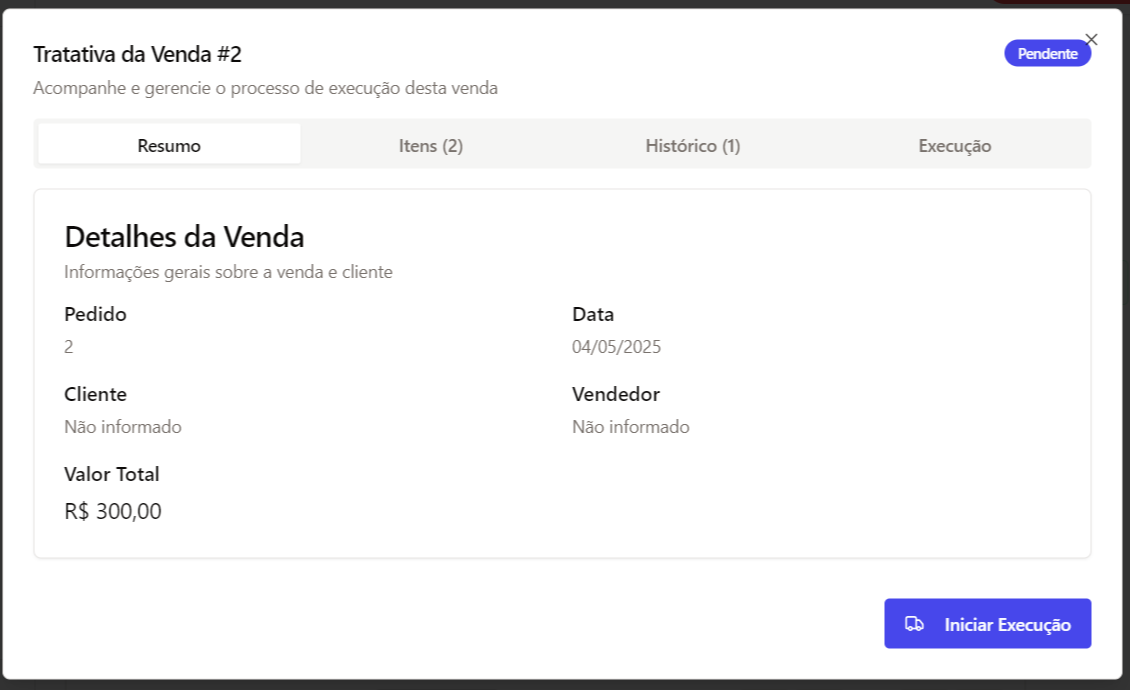 Tratativa da Venda #2
Pendente
Acompanhe e gerencie o processo de execução desta venda
Resumo
Itens (2)
Histórico (1)
Execução
Detalhes da Venda
Informações gerais sobre a venda e cliente
Pedido
2
Data
04/05/2025
Cliente
Não informado
Vendedor
Não informado
Valor Total
R$ 300,00
Iniciar Execução